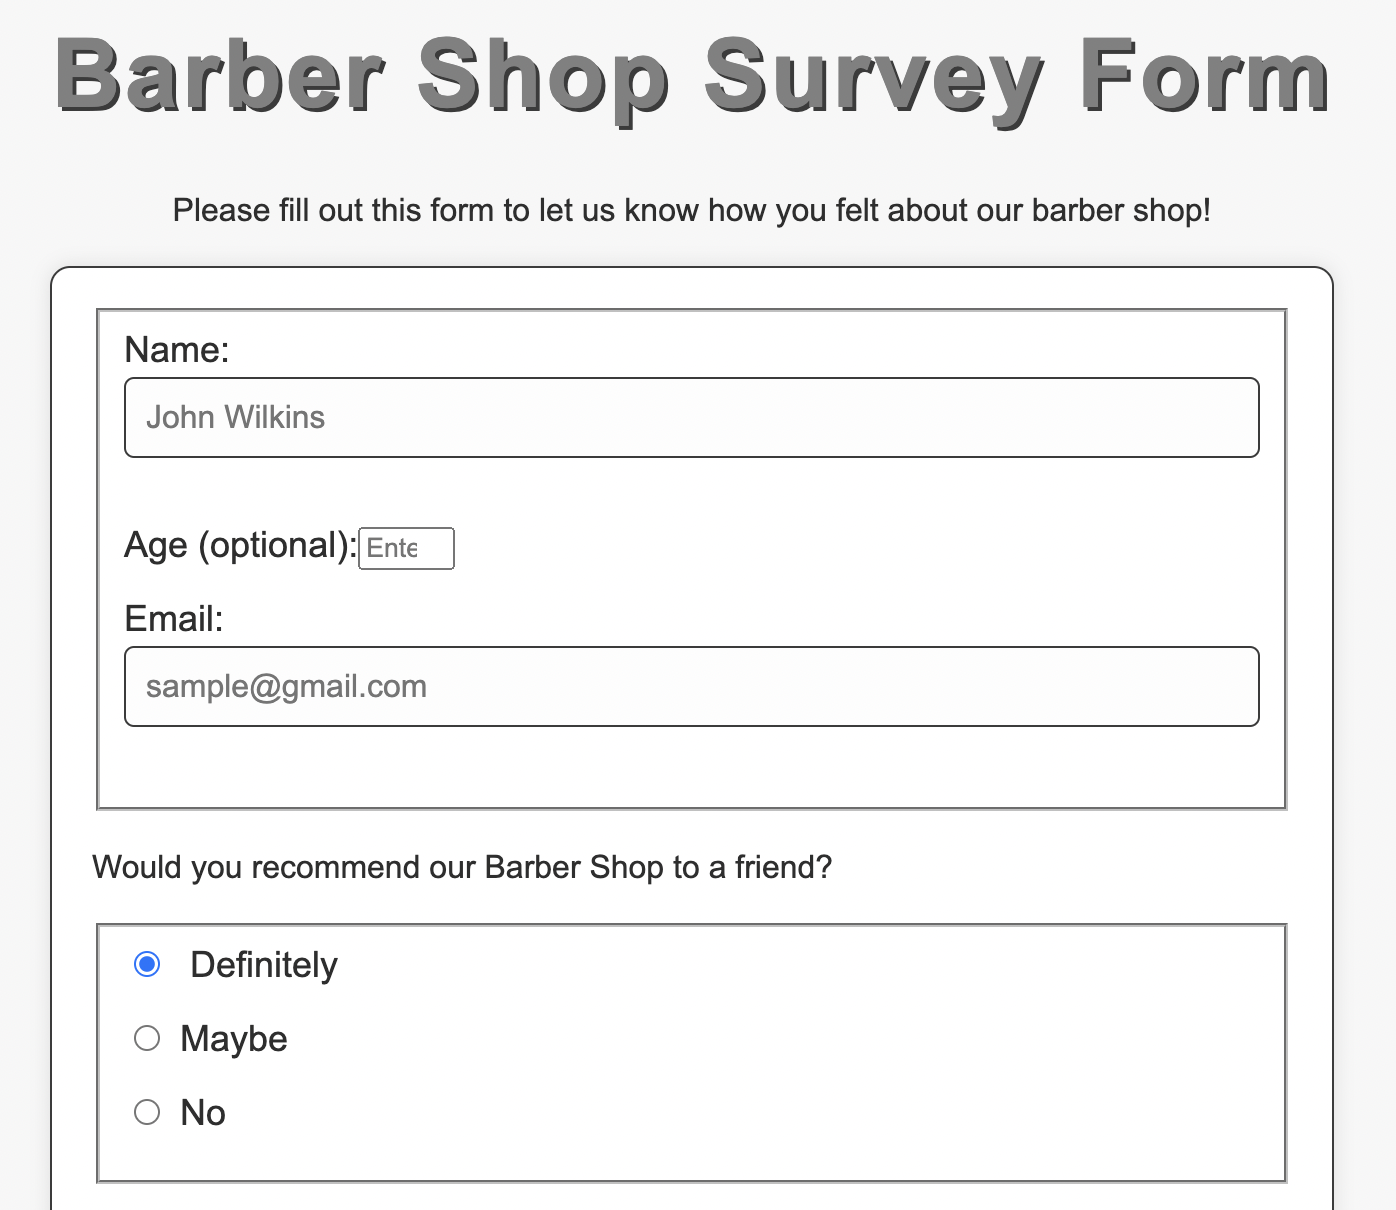 Barber Shop Survey Form
Please fill out this form to let us know how you felt about our barber shop!
Name:
John Wilkins
Age (optional):Ente
Email:
sample@gmail.com
Would you recommend our Barber Shop to a friend?
Definitely
Maybe
No